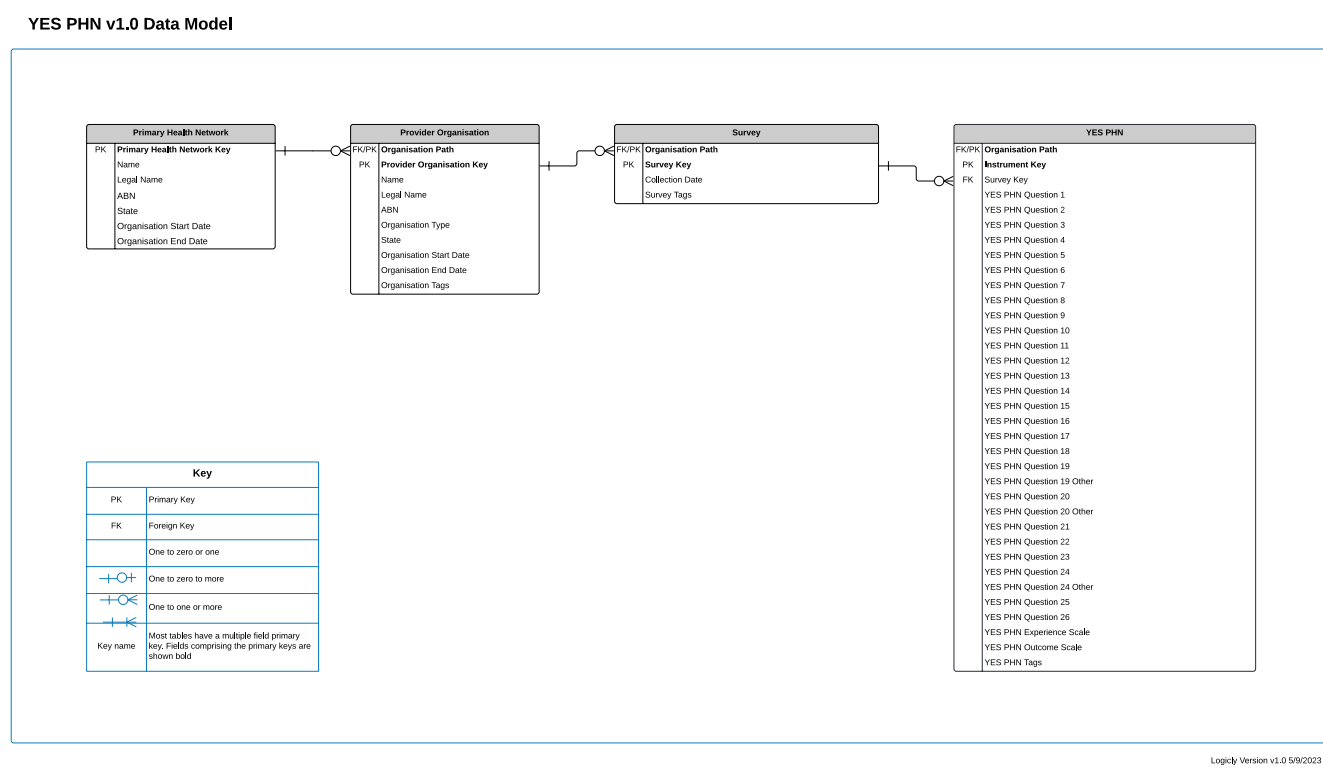 YES PHN v1.0 Data Model
Primary Health Network
PK Primary Health Network Key
Name
Legal Name
ABN
State
Organisation Start Date
Organisation End Date
Provider Organisation
FK/PK Organisation Path
PK Provider Organisation Key
Name
Legal Name
ABN
Organisation Type
State
Organisation Start Date
Organisation End Date
Organisation Tags
Survey
FK/PK Organisation Path
PK Survey Key
Collection Date
Survey Tags
YES PHN
FK/PK Organisation Path
PK Instrument Key
FK Survey Key
YES PHN Question 1
YES PHN Question 2
YES PHN Question 3
YES PHN Question 4
YES PHN Question 5
YES PHN Question 6
YES PHN Question 7
YES PHN Question 8
YES PHN Question 9
YES PHN Question 10
YES PHN Question 11
YES PHN Question 12
YES PHN Question 13
YES PHN Question 14
YES PHN Question 15
YES PHN Question 16
YES PHN Question 17
YES PHN Question 18
YES PHN Question 19
YES PHN Question 19 Other
YES PHN Question 20
YES PHN Question 20 Other
YES PHN Question 21
YES PHN Question 22
YES PHN Question 23
YES PHN Question 24
YES PHN Question 24 Other
YES PHN Question 25
YES PHN Question 26
YES PHN Experience Scale
YES PHN Outcome Scale
YES PHN Tags
Key
PK Primary Key
FK Foreign Key
One to zero or one
One to zero to more
One to one or more
Key name
Most tables have a multiple field primary
key. Fields comprising the primary keys are
shown bold
Logicly Version v1.0 5/9/2023